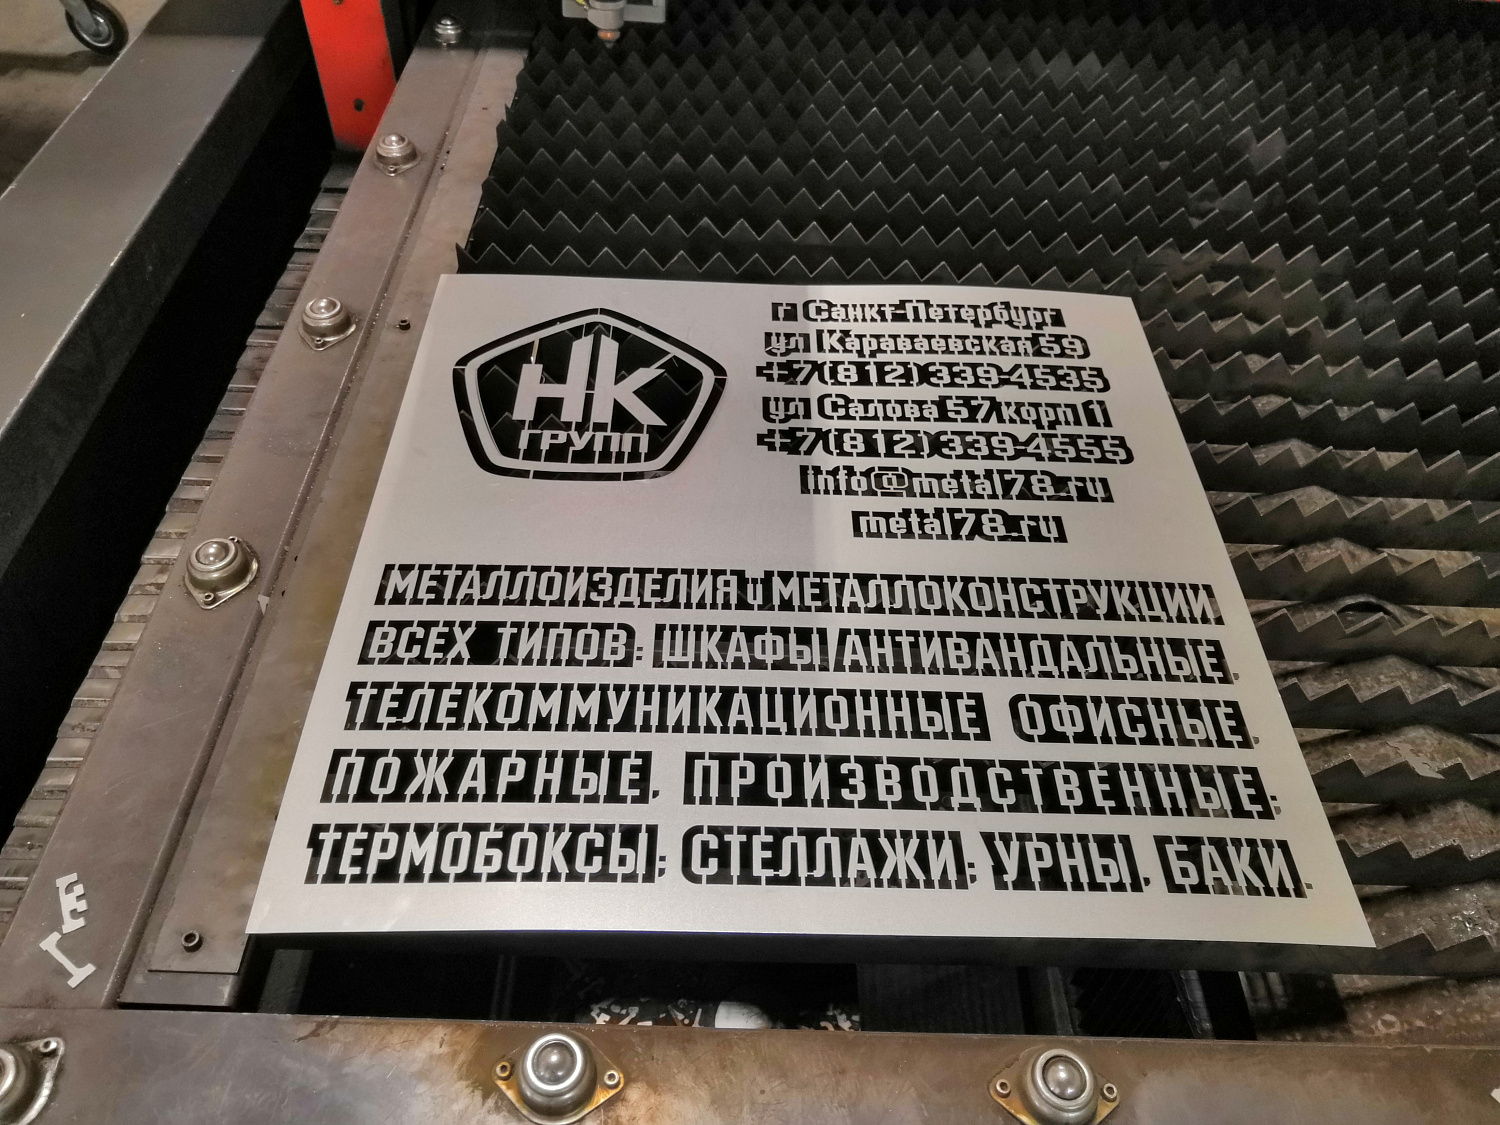 НК
ГРУПП
г Санкт-Петербург
ул Караваевская 59
+7(812)339-4535
ул Салова 57 корп 1
+7(812)339-4555
info@metal78.ru
metal78.ru
МЕТАЛЛОИЗДЕЛИЯ и МЕТАЛЛОКОНСТРУКЦИИ
ВСЕХ ТИПОВ: ШКАФЫ АНТИВАНДАЛЬНЫЕ,
ТЕЛЕКОММУНИКАЦИОННЫЕ ОФИСНЫЕ,
ПОЖАРНЫЕ, ПРОИЗВОДСТВЕННЫЕ;
ТЕРМОБОКСЫ; СТЕЛЛАЖИ; УРНЫ, БАКИ.